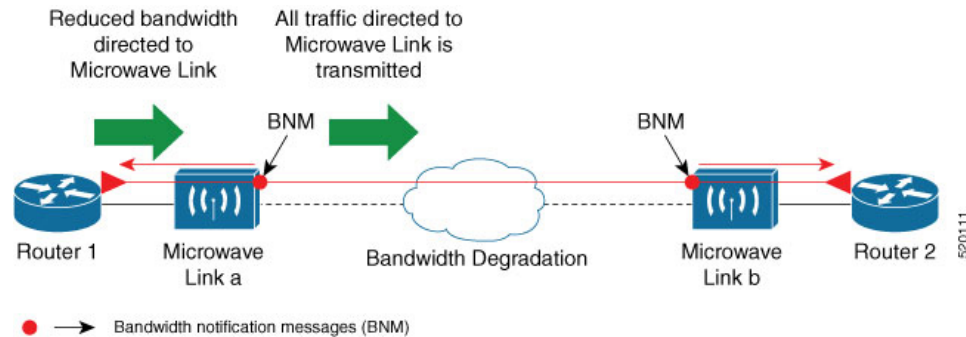 Reduced bandwidth
directed to
Microwave Link
All traffic directed to
Microwave Link is
transmitted
BNM
BNM
Router 1
Microwave
Link a
Bandwidth Degradation
Microwave
Link b
Router 2
520111
Bandwidth notification messages (BNM)